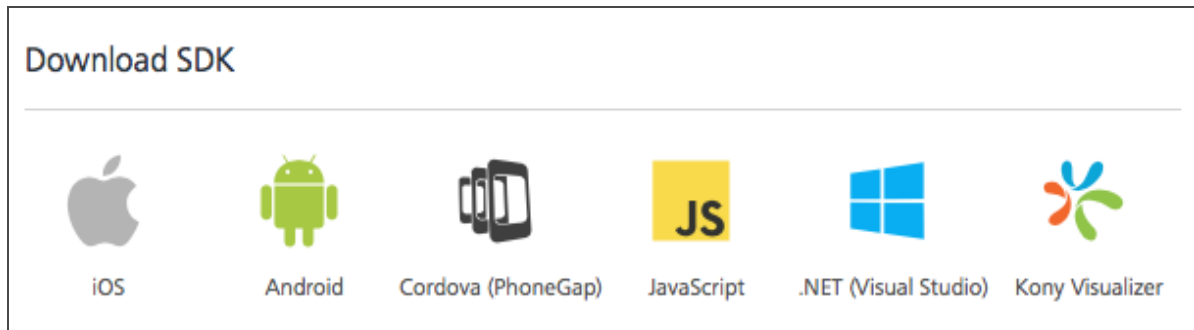 Download SDK
JS
iOS Android Cordova (PhoneGap) JavaScript .NET (Visual Studio) Kony Visualizer